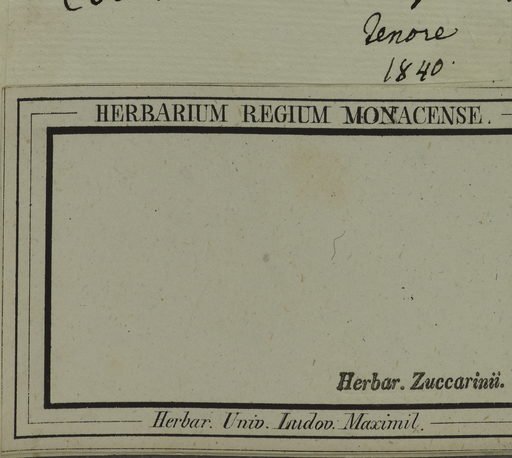 Tenore
1840.
HERBARIUM REGIUM MONACENSE.
Herbar. Zuccarinii.
Herbar. Univ. Ludov. Maximil.